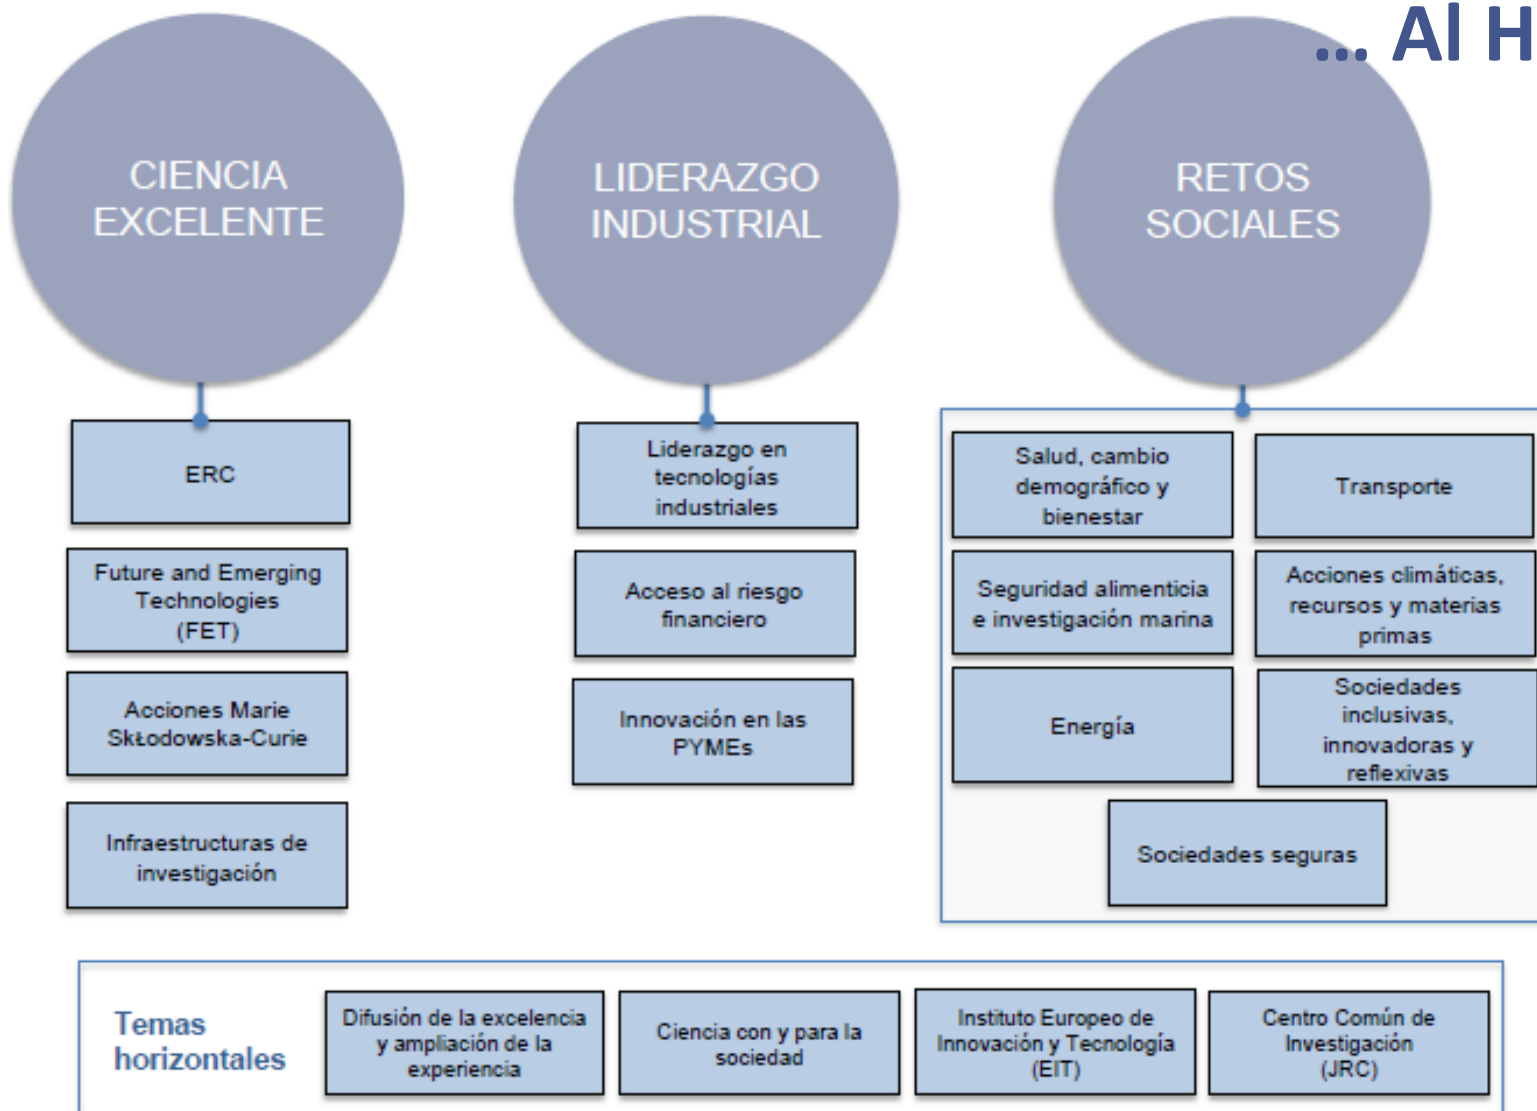 ... Al H
CIENCIA
EXCELENTE
LIDERAZGO
INDUSTRIAL
RETOS
SOCIALES
ERC
Future and Emerging
Technologies
(FET)
Acciones Marie
SkŁodowska-Curie
Infraestructuras de
investigación
Liderazgo en
tecnologías
industriales
Acceso al riesgo
financiero
Innovación en las
PYMEs
Salud, cambio
demográfico y
bienestar
Transporte
Seguridad alimenticia
e investigación marina
Acciones climáticas,
recursos y materias
primas
Energía
Sociedades
inclusivas,
innovadoras y
reflexivas
Sociedades seguras
Temas
horizontales
Difusión de la excelencia
y ampliación de la
experiencia
Ciencia con y para la
sociedad
Instituto Europeo de
Innovación y Tecnología
(EIT)
Centro Común de
Investigación
(JRC)